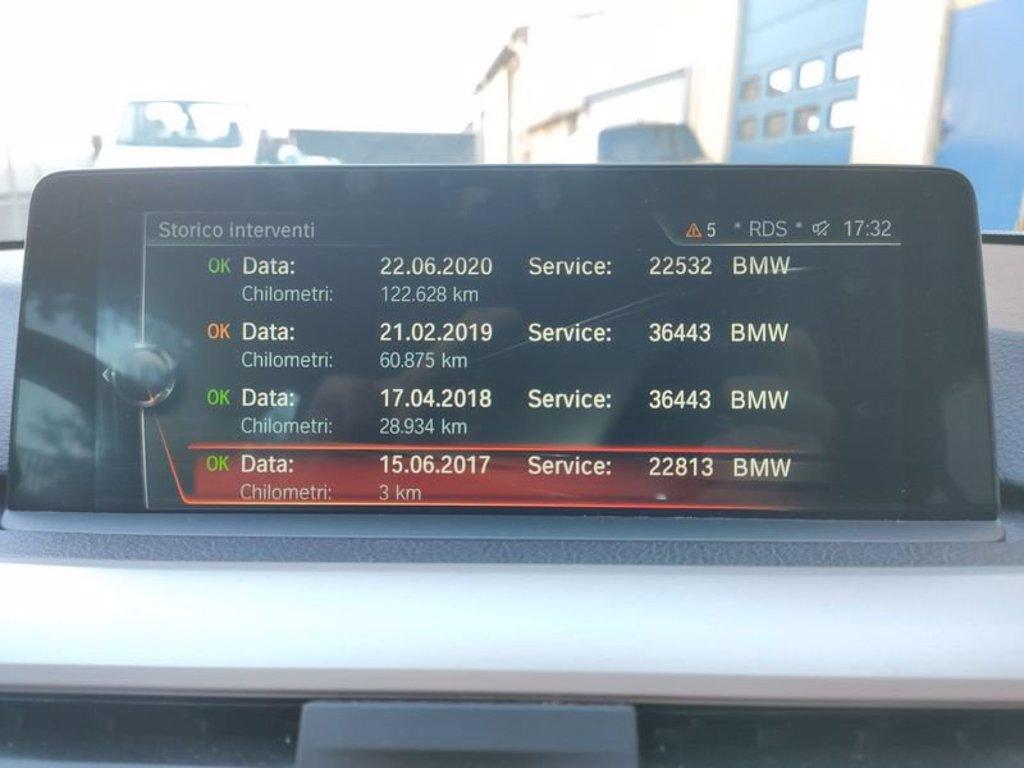 Storico interventi 5 * RDS * 17:32
OK Data: 22.06.2020 Service: 22532 BMW
Chilometri: 122.628 km
OK Data: 21.02.2019 Service: 36443 BMW
Chilometri: 60.875 km
OK Data: 17.04.2018 Service: 36443 BMW
Chilometri: 28.934 km
OK Data: 15.06.2017 Service: 22813 BMW
Chilometri: 3 km